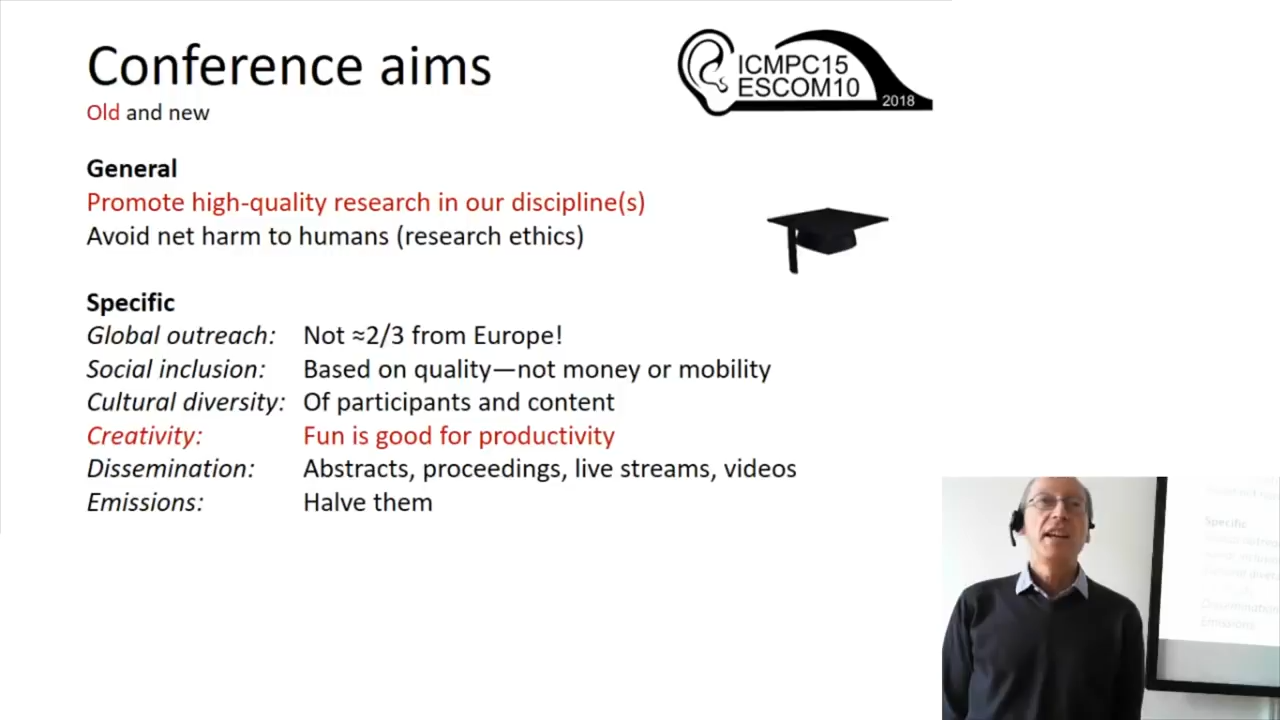 Conference aims
Old and new
ICMPC15
ESCOM10
2018
General
Promote high-quality research in our discipline(s)
Avoid net harm to humans (research ethics)
Specific
Global outreach: Not ≈2/3 from Europe!
Social inclusion: Based on quality—not money or mobility
Cultural diversity: Of participants and content
Creativity: Fun is good for productivity
Dissemination: Abstracts, proceedings, live streams, videos
Emissions: Halve them
Specific
Dissemination:
Emissions: